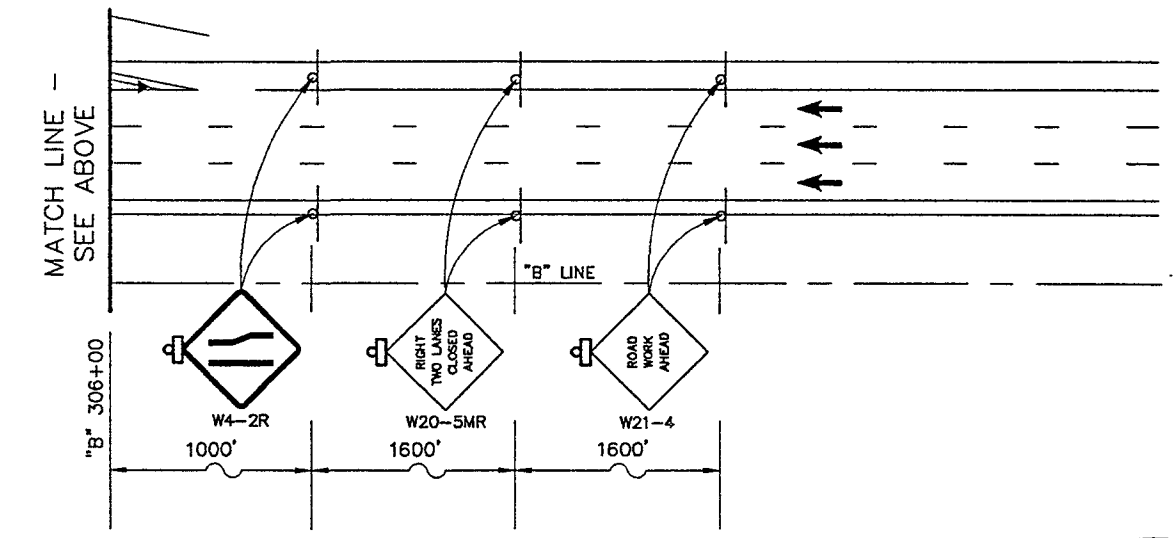 MATCH LINE –
SEE ABOVE
"B" LINE
"B" 306+00
W4-2R
RIGHT
TWO LANES
CLOSED
AHEAD
W20-5MR
ROAD
WORK
AHEAD
W21-4
1000'
1600'
1600'